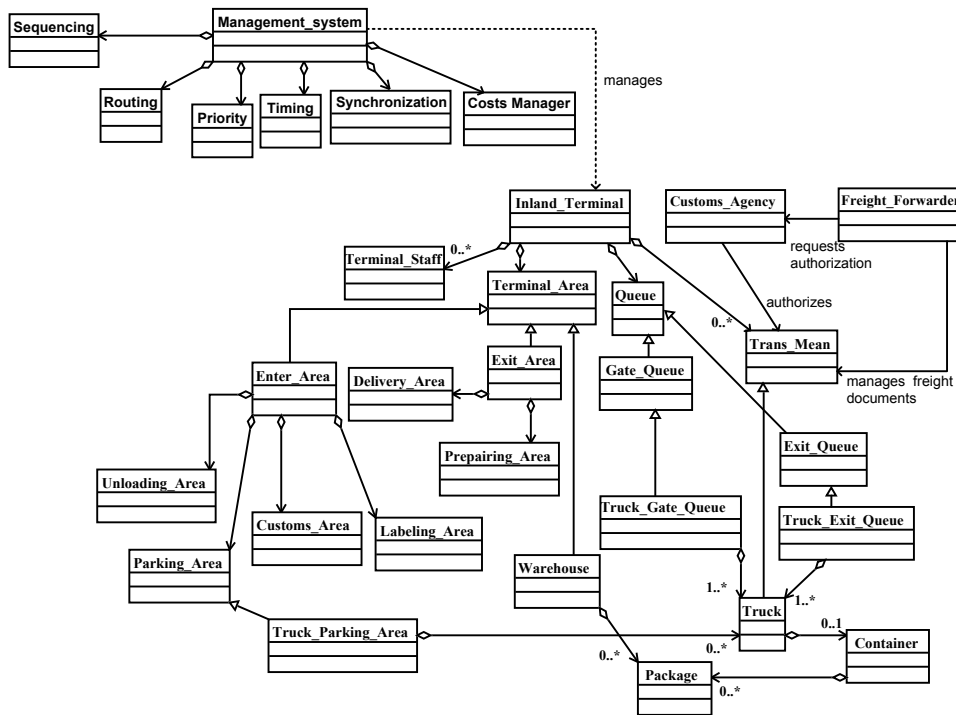 Sequencing
Management_system
manages
Routing
Priority
Timing
Synchronization
Costs Manager
Inland_Terminal
Customs_Agency
Freight_Forwarder
requests
authorization
0..*
Terminal_Staff
Terminal_Area
Queue
authorizes
0..*
Trans_Mean
Enter_Area
Delivery_Area
Exit_Area
Gate_Queue
manages freight
documents
Prepairing_Area
Exit_Queue
Unloading_Area
Customs_Area
Labeling_Area
Truck_Gate_Queue
Truck_Exit_Queue
Parking_Area
Warehouse
1..*
Truck
1..*
Truck_Parking_Area
0..*
0..1
Container
0..*
Package
0..*